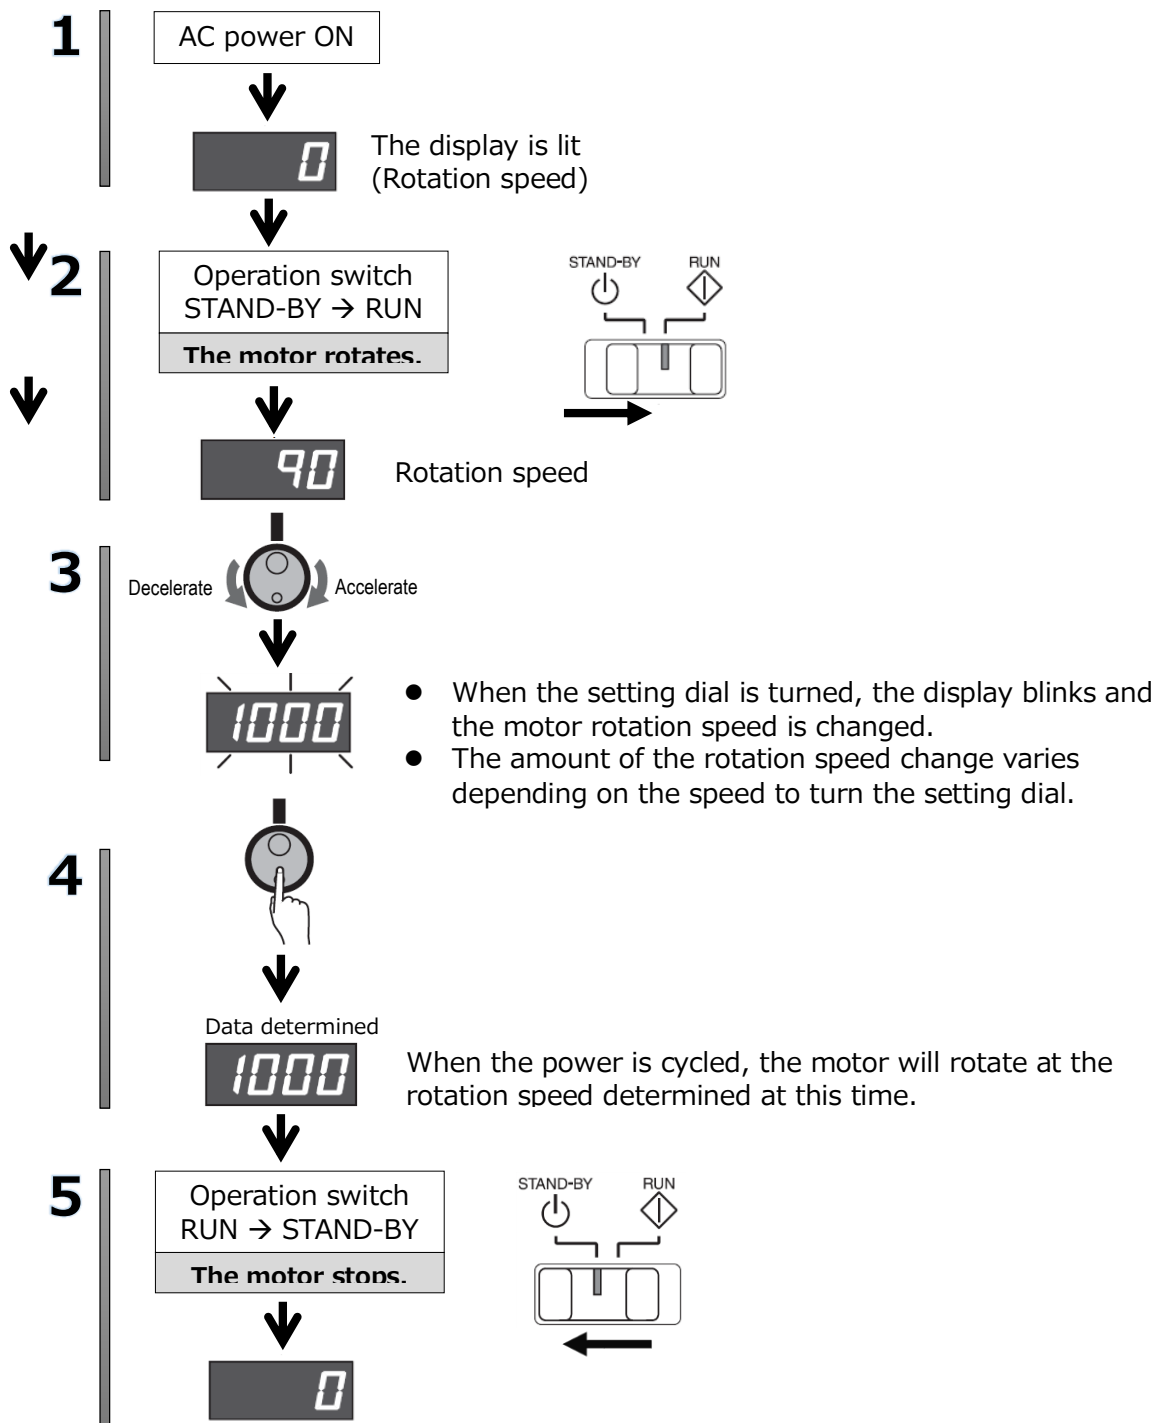 1
AC power ON
0
The display is lit
(Rotation speed)
2
Operation switch
STAND-BY → RUN
The motor rotates.
STAND-BY
RUN
90
Rotation speed
3
Decelerate
Accelerate
1000
● When the setting dial is turned, the display blinks and
the motor rotation speed is changed.
● The amount of the rotation speed change varies
depending on the speed to turn the setting dial.
4
Data determined
1000
When the power is cycled, the motor will rotate at the
rotation speed determined at this time.
5
Operation switch
RUN → STAND-BY
The motor stops.
STAND-BY
RUN
0